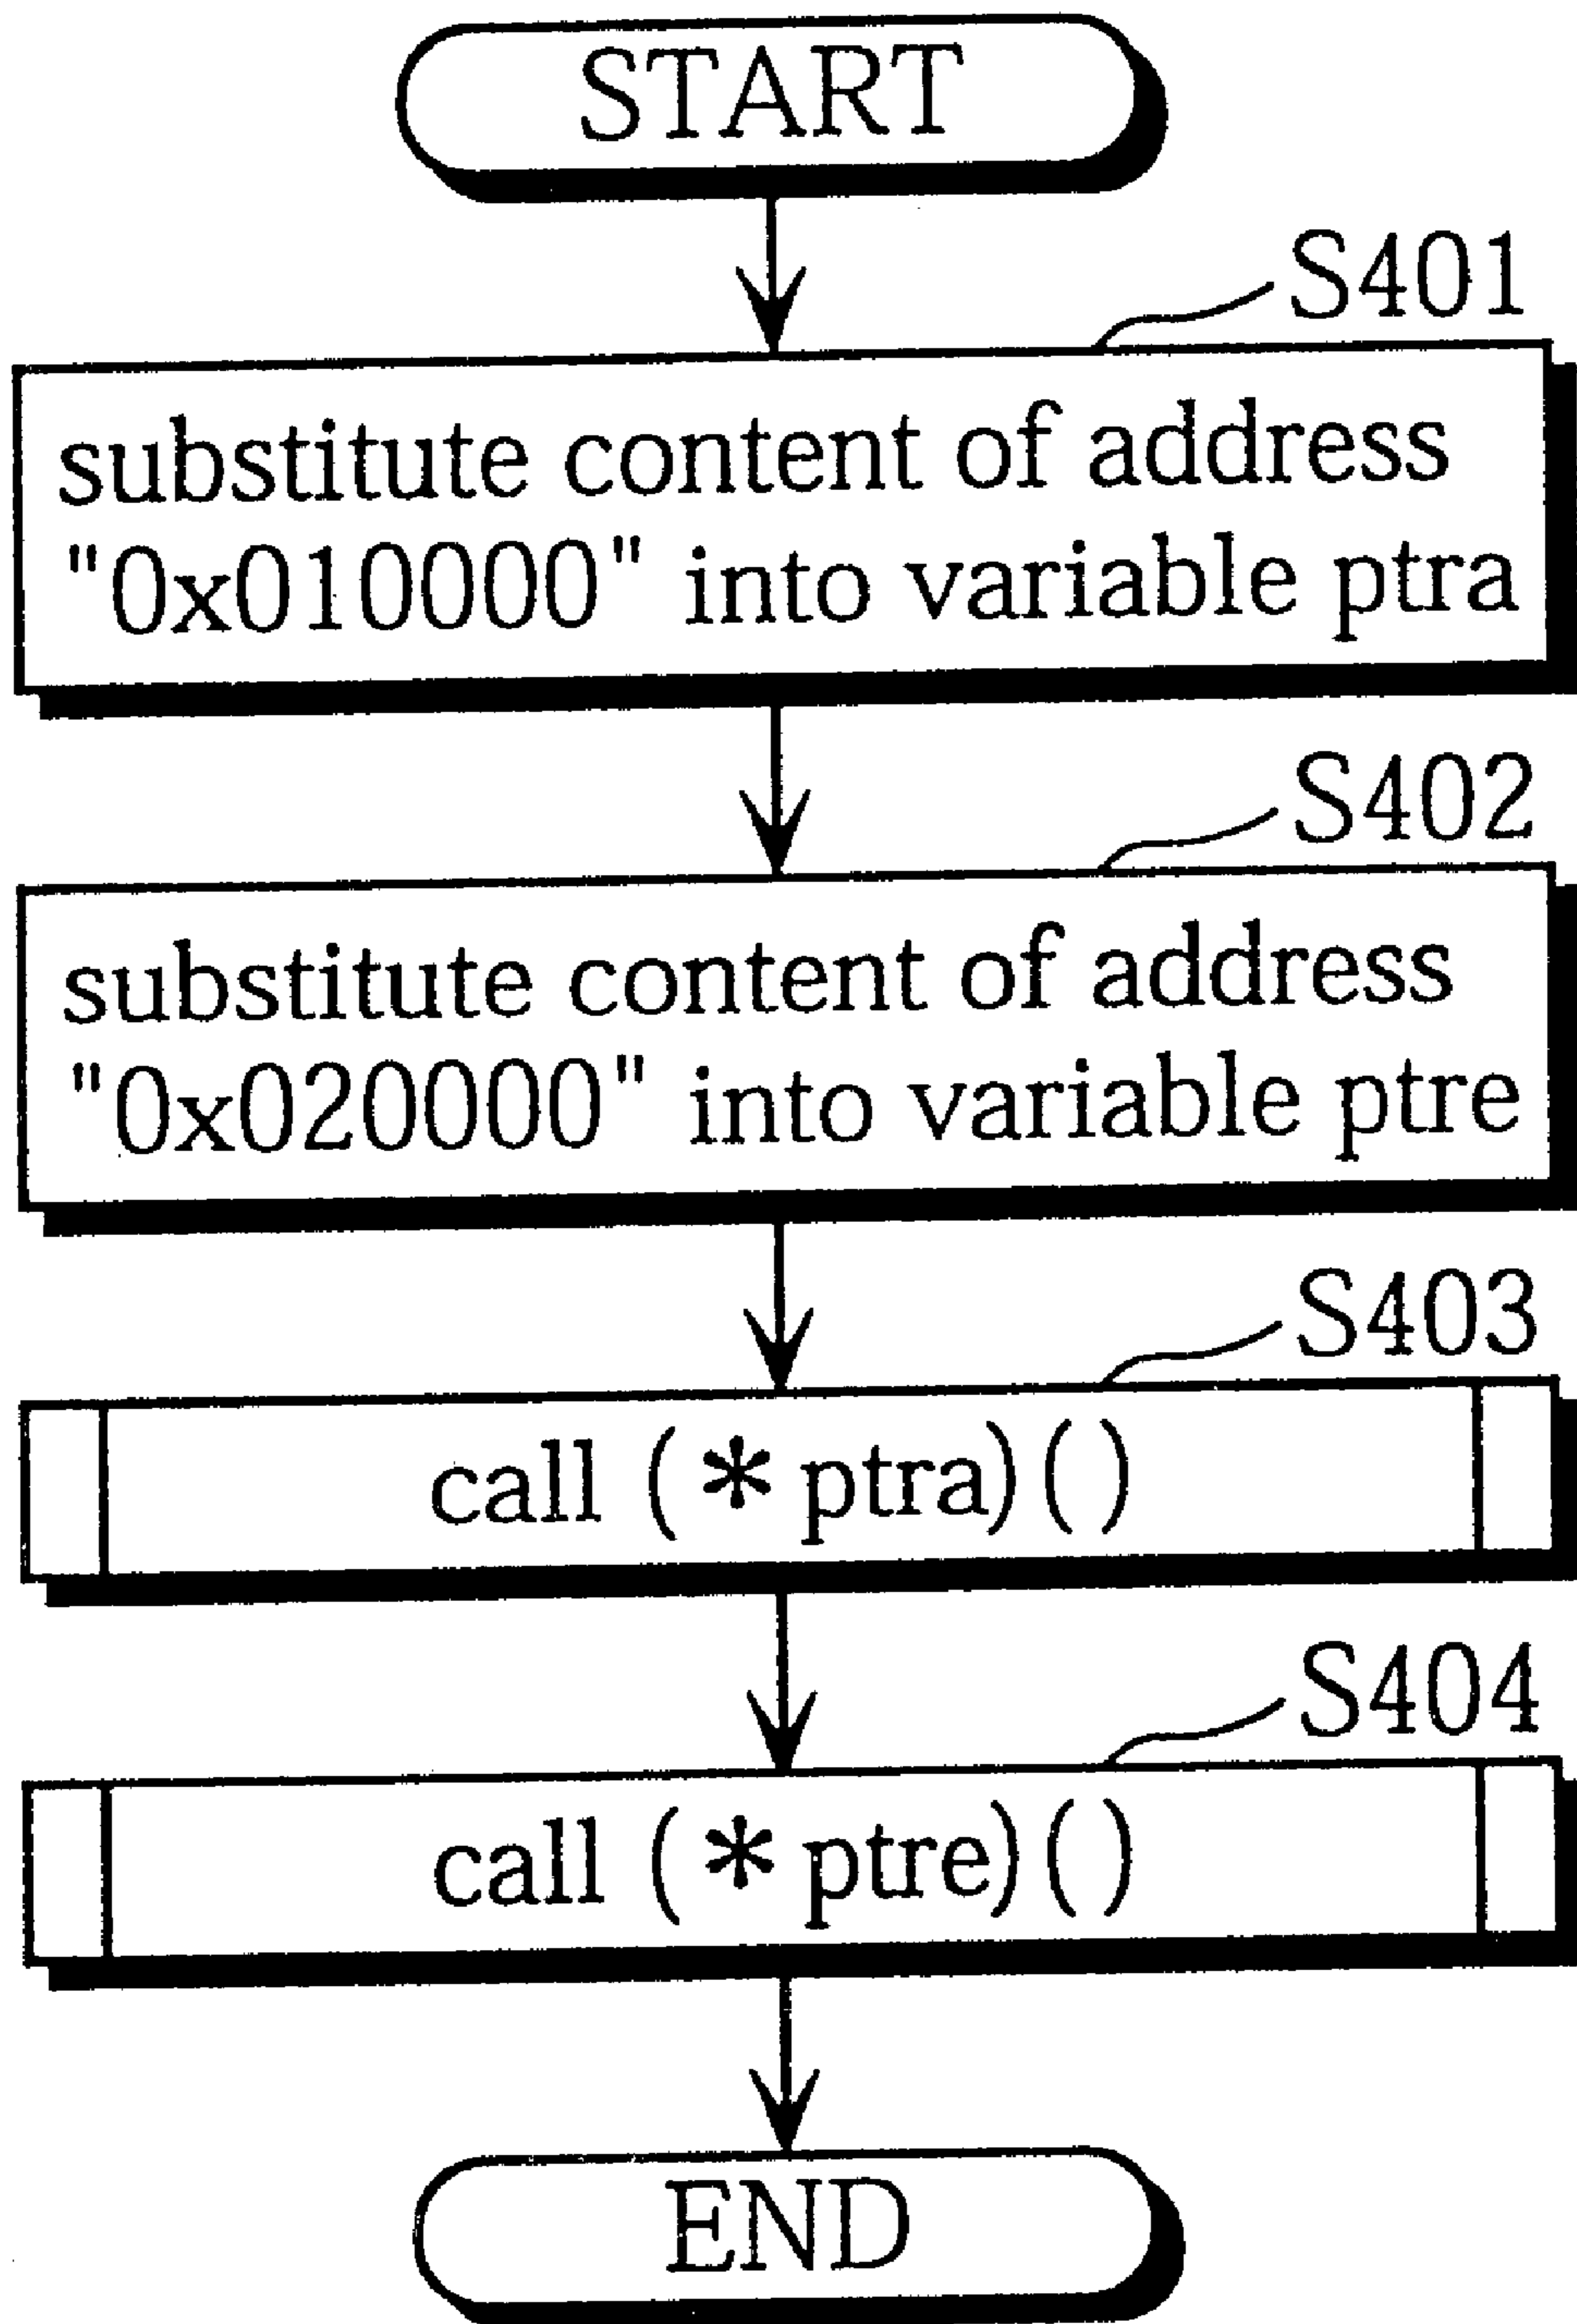 START
S401
substitute content of address
"0x010000" into variable ptra
S402
substitute content of address
"0x020000" into variable ptre
S403
call (*ptra)()
S404
call (*ptre)()
END